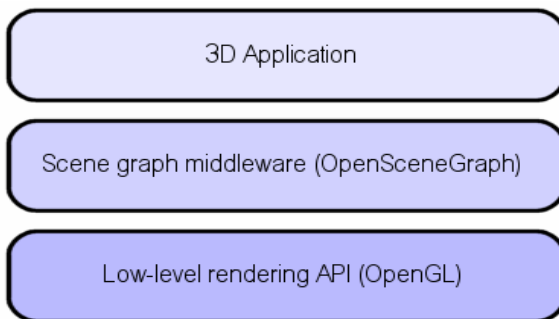 3D Application
Scene graph middleware (OpenSceneGraph)
Low-level rendering API (OpenGL)